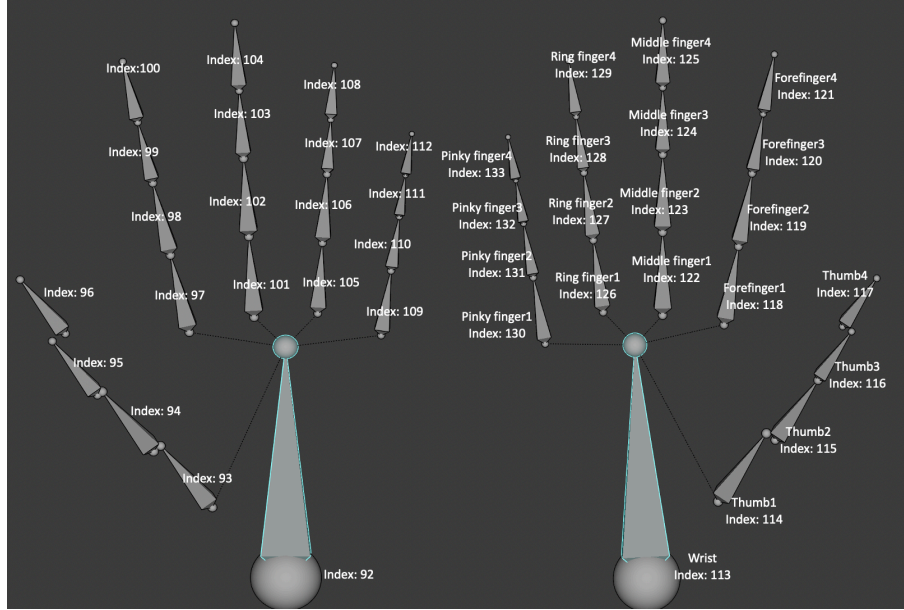 Index:100
Index: 99
Index: 98
Index: 97
Index: 104
Index: 103
Index: 102
Index: 101
Index: 108
Index: 107
Index: 106
Index: 105
Index: 112
Index: 111
Index: 110
Index: 109
Index: 96
Index: 95
Index: 94
Index: 93
Index: 92
Pinky finger4
Index: 133
Pinky finger3
Index: 132
Pinky finger2
Index: 131
Pinky finger1
Index: 130
Ring finger4
Index: 129
Ring finger3
Index: 128
Ring finger2
Index: 127
Ring finger1
Index: 126
Middle finger4
Index: 125
Middle finger3
Index: 124
Middle finger2
Index: 123
Middle finger1
Index: 122
Forefinger4
Index: 121
Forefinger3
Index: 120
Forefinger2
Index: 119
Forefinger1
Index: 118
Thumb4
Index: 117
Thumb3
Index: 116
Thumb2
Index: 115
Thumb1
Index: 114
Wrist
Index: 113